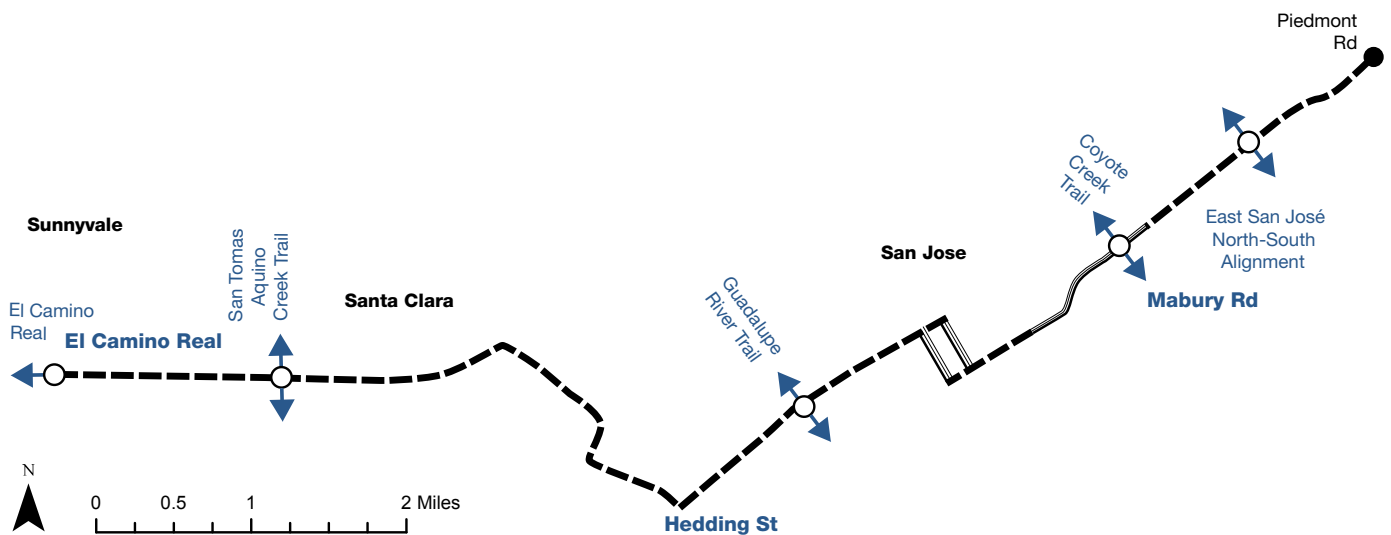 Piedmont
Rd
Coyote
Creek
Trail
Sunnyvale
San Tomas
Aquino
Creek Trail
East San José
North-South
Alignment
San Jose
Santa Clara
Mabury Rd
El Camino
Real
El Camino Real
Guadalupe
River Trail
N
0 0.5 1 2 Miles
Hedding St